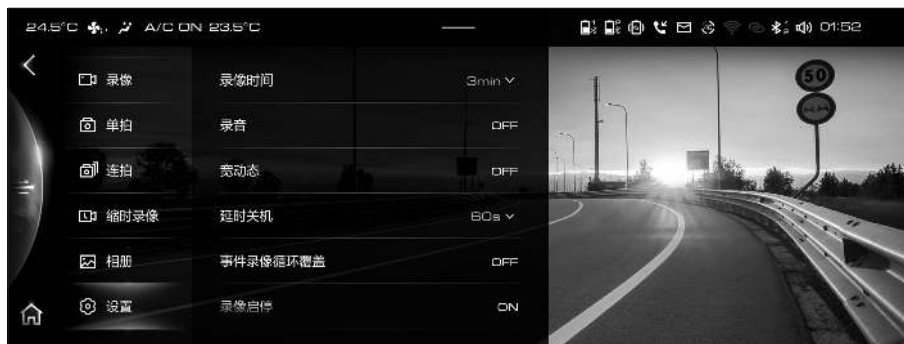 24.5°C A/C ON 23.5°C 01:52
录像 录像时间 3min
单拍 录音 OFF
连拍 宽动态 OFF
缩时录像 延时关机 60s
相册 事件录像循环覆盖 OFF
设置 录像启停 ON
50